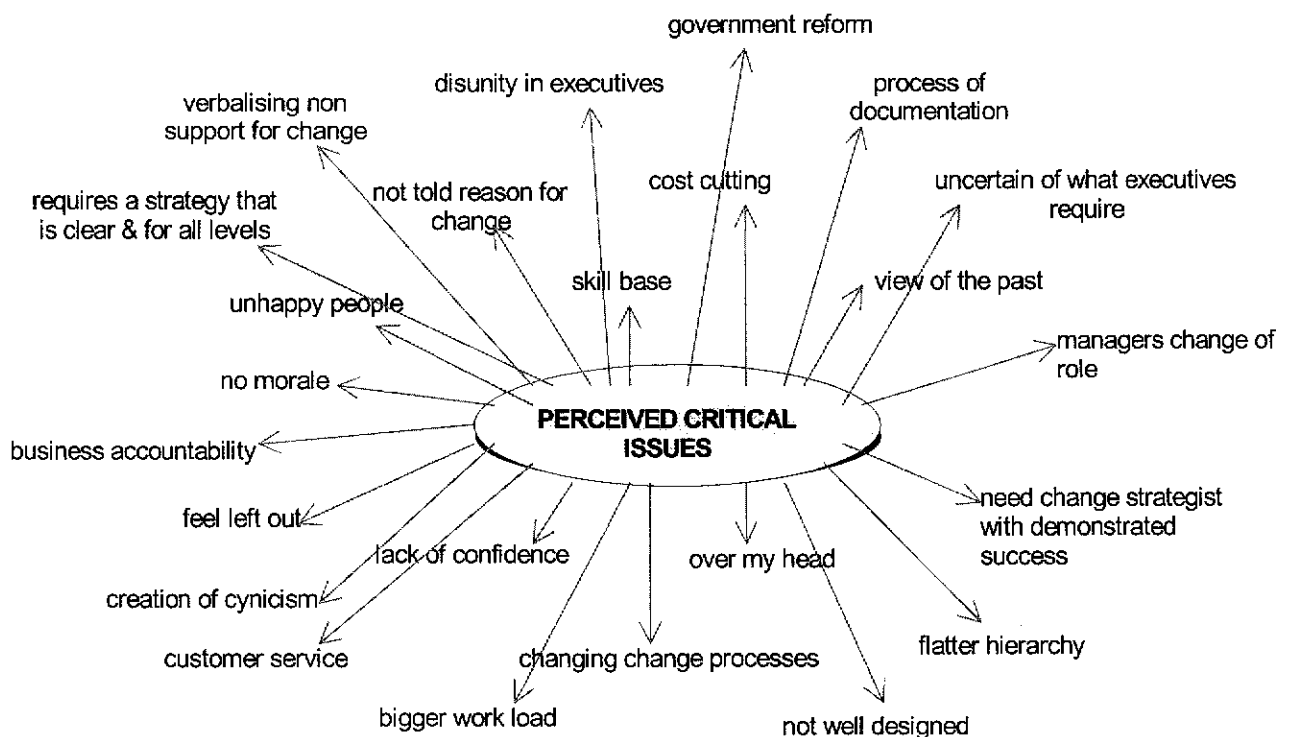 government reform
disunity in executives
process of
documentation
verbalising non
support for change
cost cutting
uncertain of what executives
require
not told reason for
change
requires a strategy that
is clear & for all levels
skill base
view of the past
unhappy people
managers change of
role
no morale
PERCEIVED CRITICAL
ISSUES
business accountability
need change strategist
with demonstrated
success
feel left out
lack of confidence
over my head
creation of cynicism
flatter hierarchy
customer service
changing change processes
bigger work load
not well designed